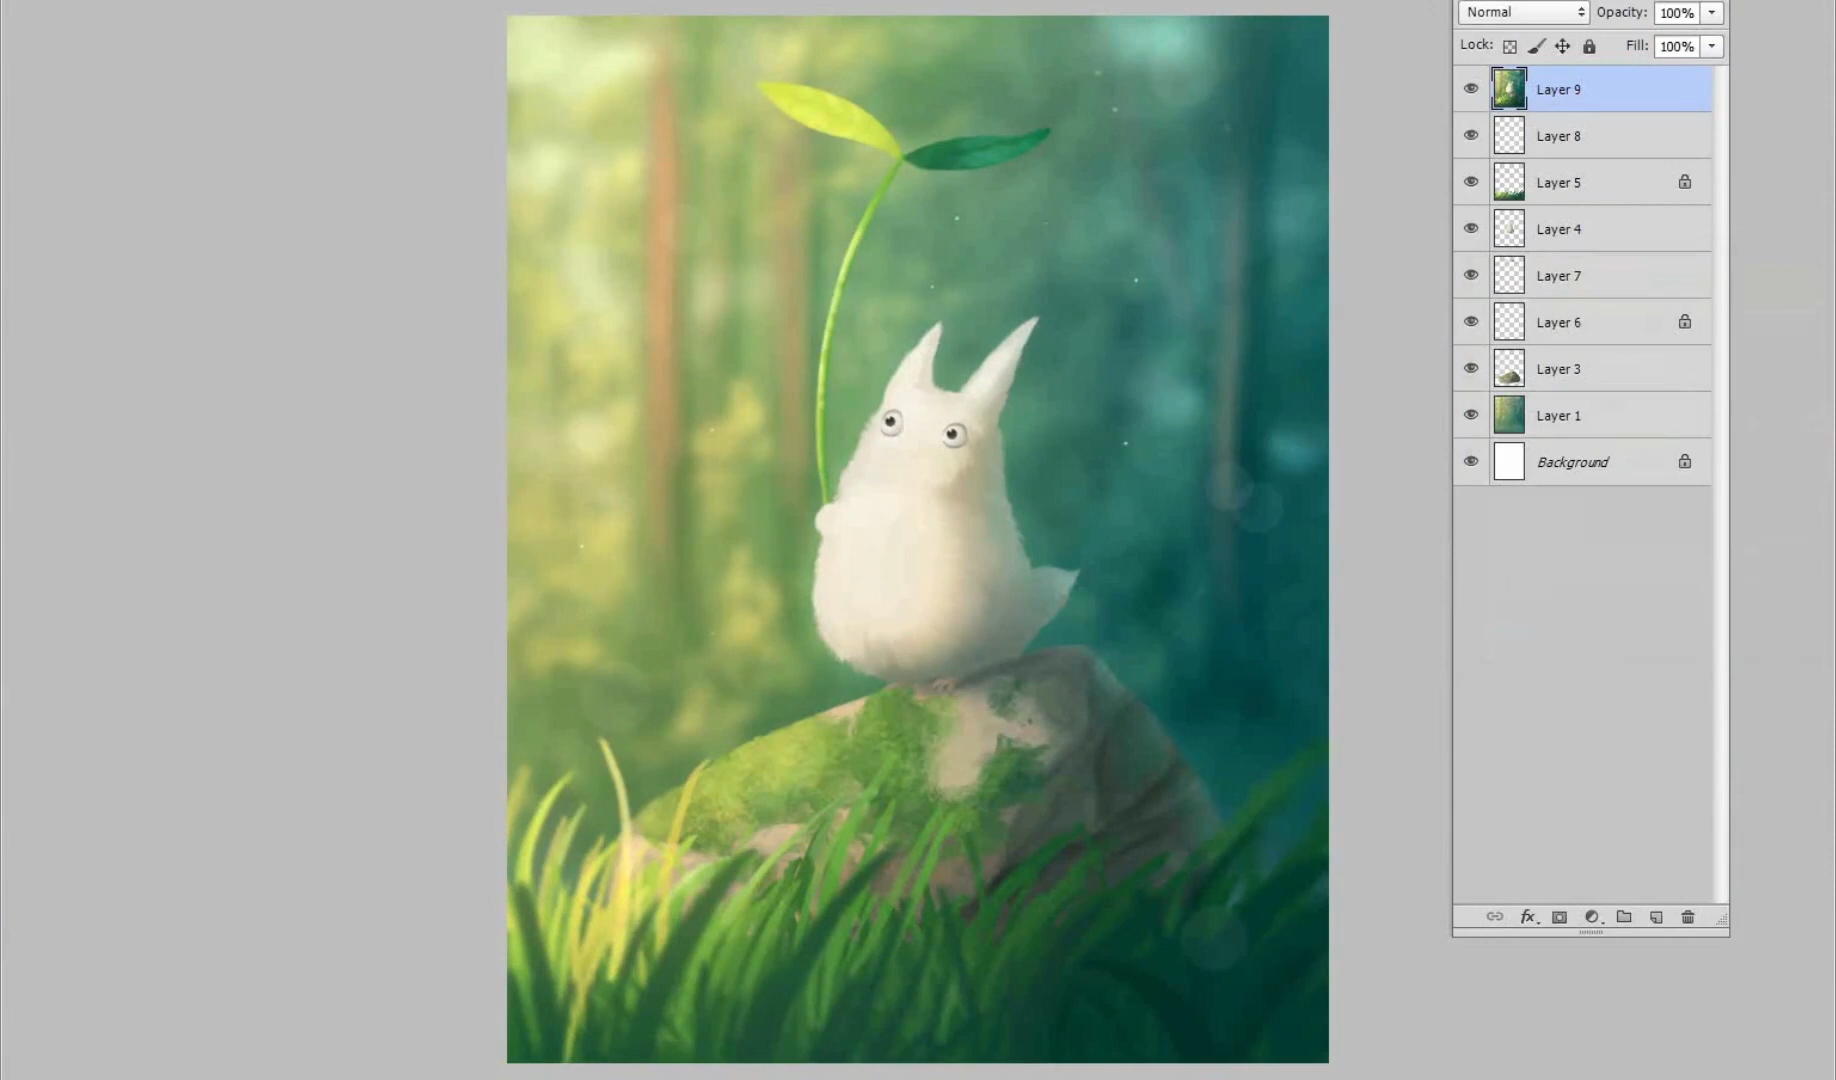 Normal Opacity: 100%
Lock: Fill: 100%
Layer 9
Layer 8
Layer 5
Layer 4
Layer 7
Layer 6
Layer 3
Layer 1
Background
fx